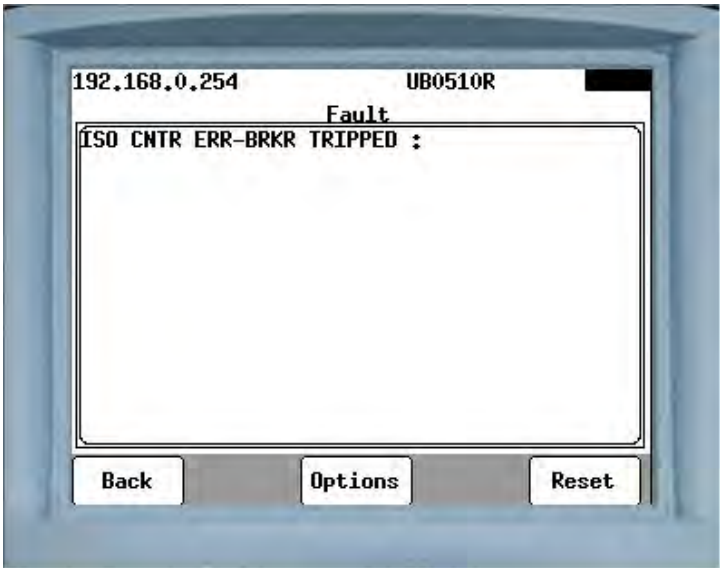 192.168.0.254 UB0510R
Fault
ISO CNTR ERR-BRKR TRIPPED :
Back Options Reset